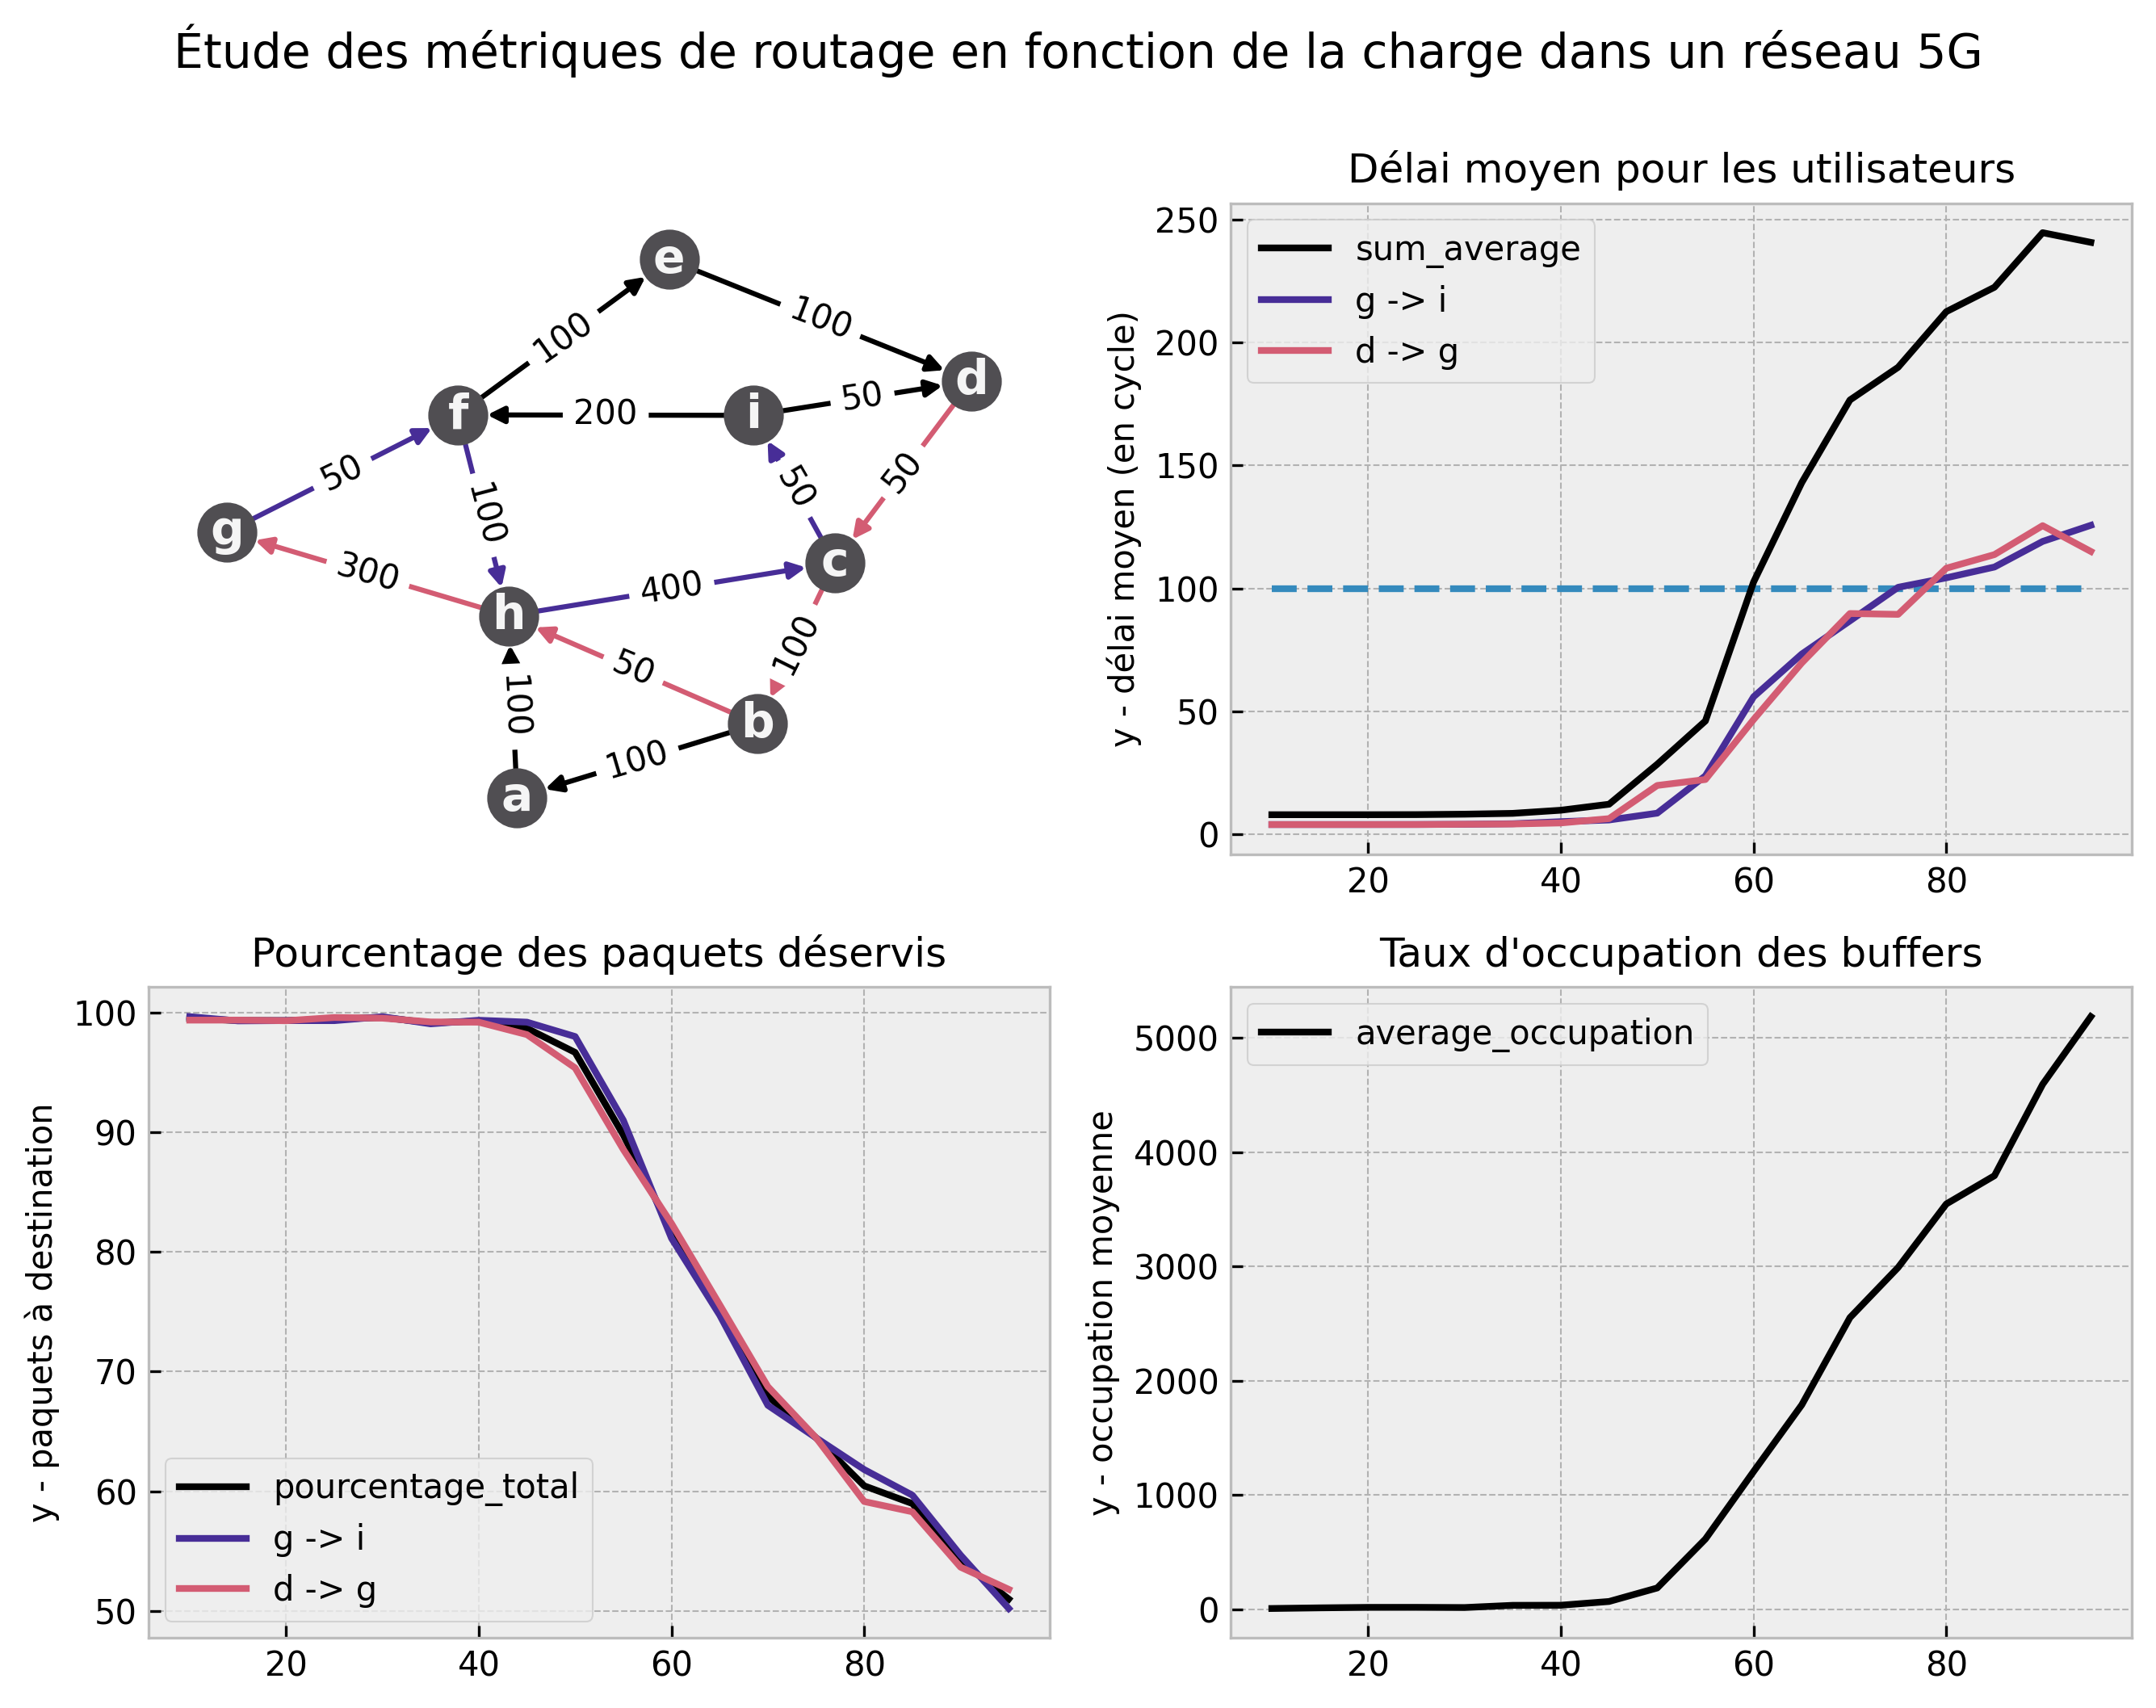 Étude des métriques de routage en fonction de la charge dans un réseau 5G
e
100
100
d
f
200
i
50
50
100
50
50
g
300
h
400
c
50
100
100
b
100
a
Délai moyen pour les utilisateurs
y - délai moyen (en cycle)
250
200
150
100
50
0
sum_average
g -> i
d -> g
20 40 60 80
Pourcentage des paquets déservis
y - paquets à destination
100
90
80
70
60
50
pourcentage_total
g -> i
d -> g
20 40 60 80
Taux d'occupation des buffers
y - occupation moyenne
5000
4000
3000
2000
1000
0
average_occupation
20 40 60 80